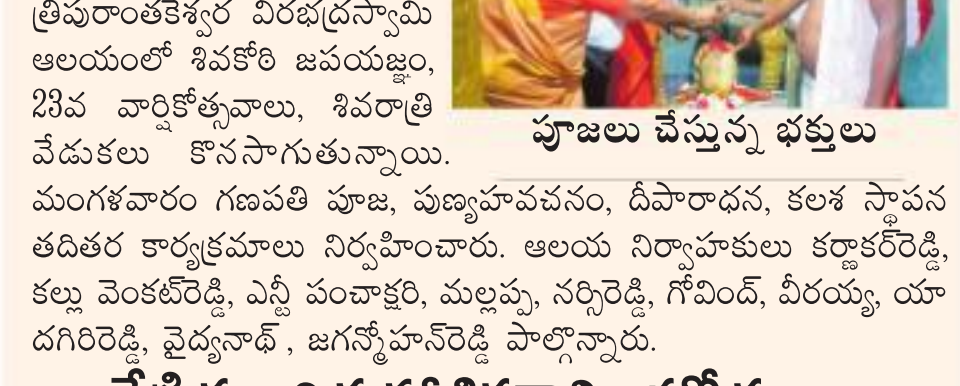 త్రిపురాంతకేశ్వర వీరభద్రస్వామి
ఆలయంలో శివకోఠి జపయజ్ఞం,
23వ వార్షికోత్సవాలు, శివరాత్రి
వేడుకలు కొనసాగుతున్నాయి.
పూజలు చేస్తున్న భక్తులు
మంగళవారం గణపతి పూజ, పుణ్యహవచనం, దీపారాధన, కలశ స్థాపన
తదితర కార్యక్రమాలు నిర్వహించారు. ఆలయ నిర్వాహకులు కర్ణాకర్‌రెడ్డి,
కల్లు వెంకట్‌రెడ్డి, ఎన్టీ పంచాక్షరి, మల్లప్ప, నర్సిరెడ్డి, గోవింద్, వీరయ్య, యా
దగిరిరెడ్డి, వైద్యనాథ్ , జగన్మోహన్‌రెడ్డి పాల్గొన్నారు.